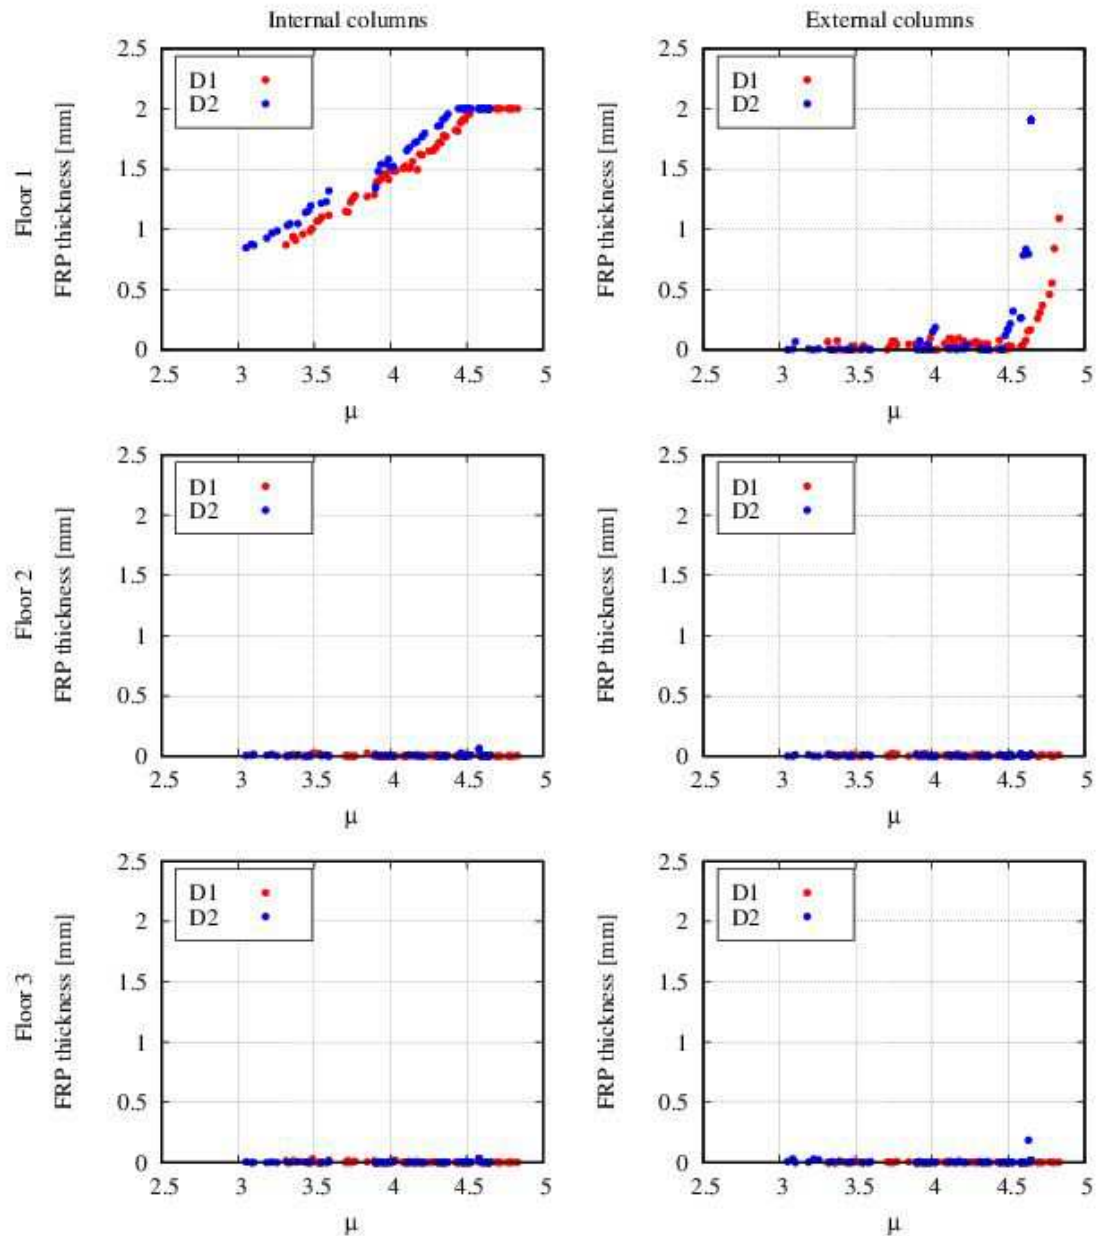 Internal columns
External columns
Floor 1
FRP thickness [mm]
2.5
2
1.5
1
0.5
0
D1
D2
2.5 3 3.5 4 4.5 5
μ
FRP thickness [mm]
2.5
2
1.5
1
0.5
0
D1
D2
2.5 3 3.5 4 4.5 5
μ
Floor 2
FRP thickness [mm]
2.5
2
1.5
1
0.5
0
D1
D2
2.5 3 3.5 4 4.5 5
μ
FRP thickness [mm]
2.5
2
1.5
1
0.5
0
D1
D2
2.5 3 3.5 4 4.5 5
μ
Floor 3
FRP thickness [mm]
2.5
2
1.5
1
0.5
0
D1
D2
2.5 3 3.5 4 4.5 5
μ
FRP thickness [mm]
2.5
2
1.5
1
0.5
0
D1
D2
2.5 3 3.5 4 4.5 5
μ